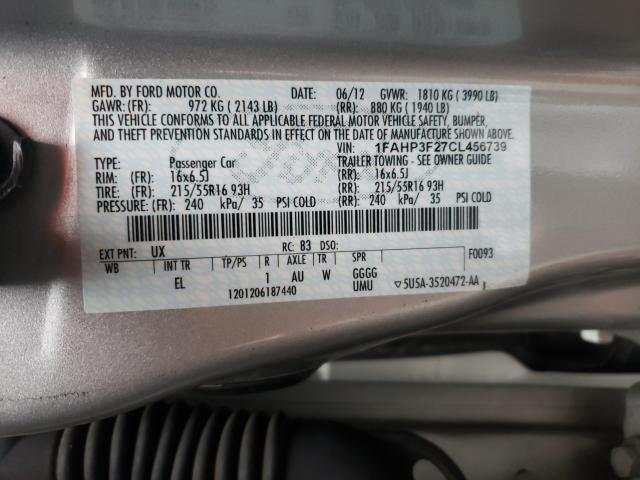 MFD. BY FORD MOTOR CO. DATE: 06/12 GVWR: 1810 KG ( 3990 LB)
GAWR: (FR): 972 KG ( 2143 LB) (RR): 880 KG ( 1940 LB)
THIS VEHICLE CONFORMS TO ALL APPLICABLE FEDERAL MOTOR VEHICLE SAFETY, BUMPER,
AND THEFT PREVENTION STANDARDS IN EFFECT ON THE DATE OF MANUFACTURE SHOWN ABOVE.
VIN: 1FAHP3F27CL456739
TYPE: Passenger Car TRAILER TOWING - SEE OWNER GUIDE
RIM: (FR) 16x6.5J (RR): 16x6.5J
TIRE: (FR) 215/55R16 93H (RR): 215/55R16 93H
PRESSURE: (FR) 240 kPa/ 35 PSI COLD (RR): 240 kPa/ 35 PSI COLD
EXT PNT: UX RC: 83 DSO: F0093
WB INT TR TP/PS R AXLE TR SPR
EL 1 AU W GGGG
1201206187440 UMU ▽5U5A-3520472-AA